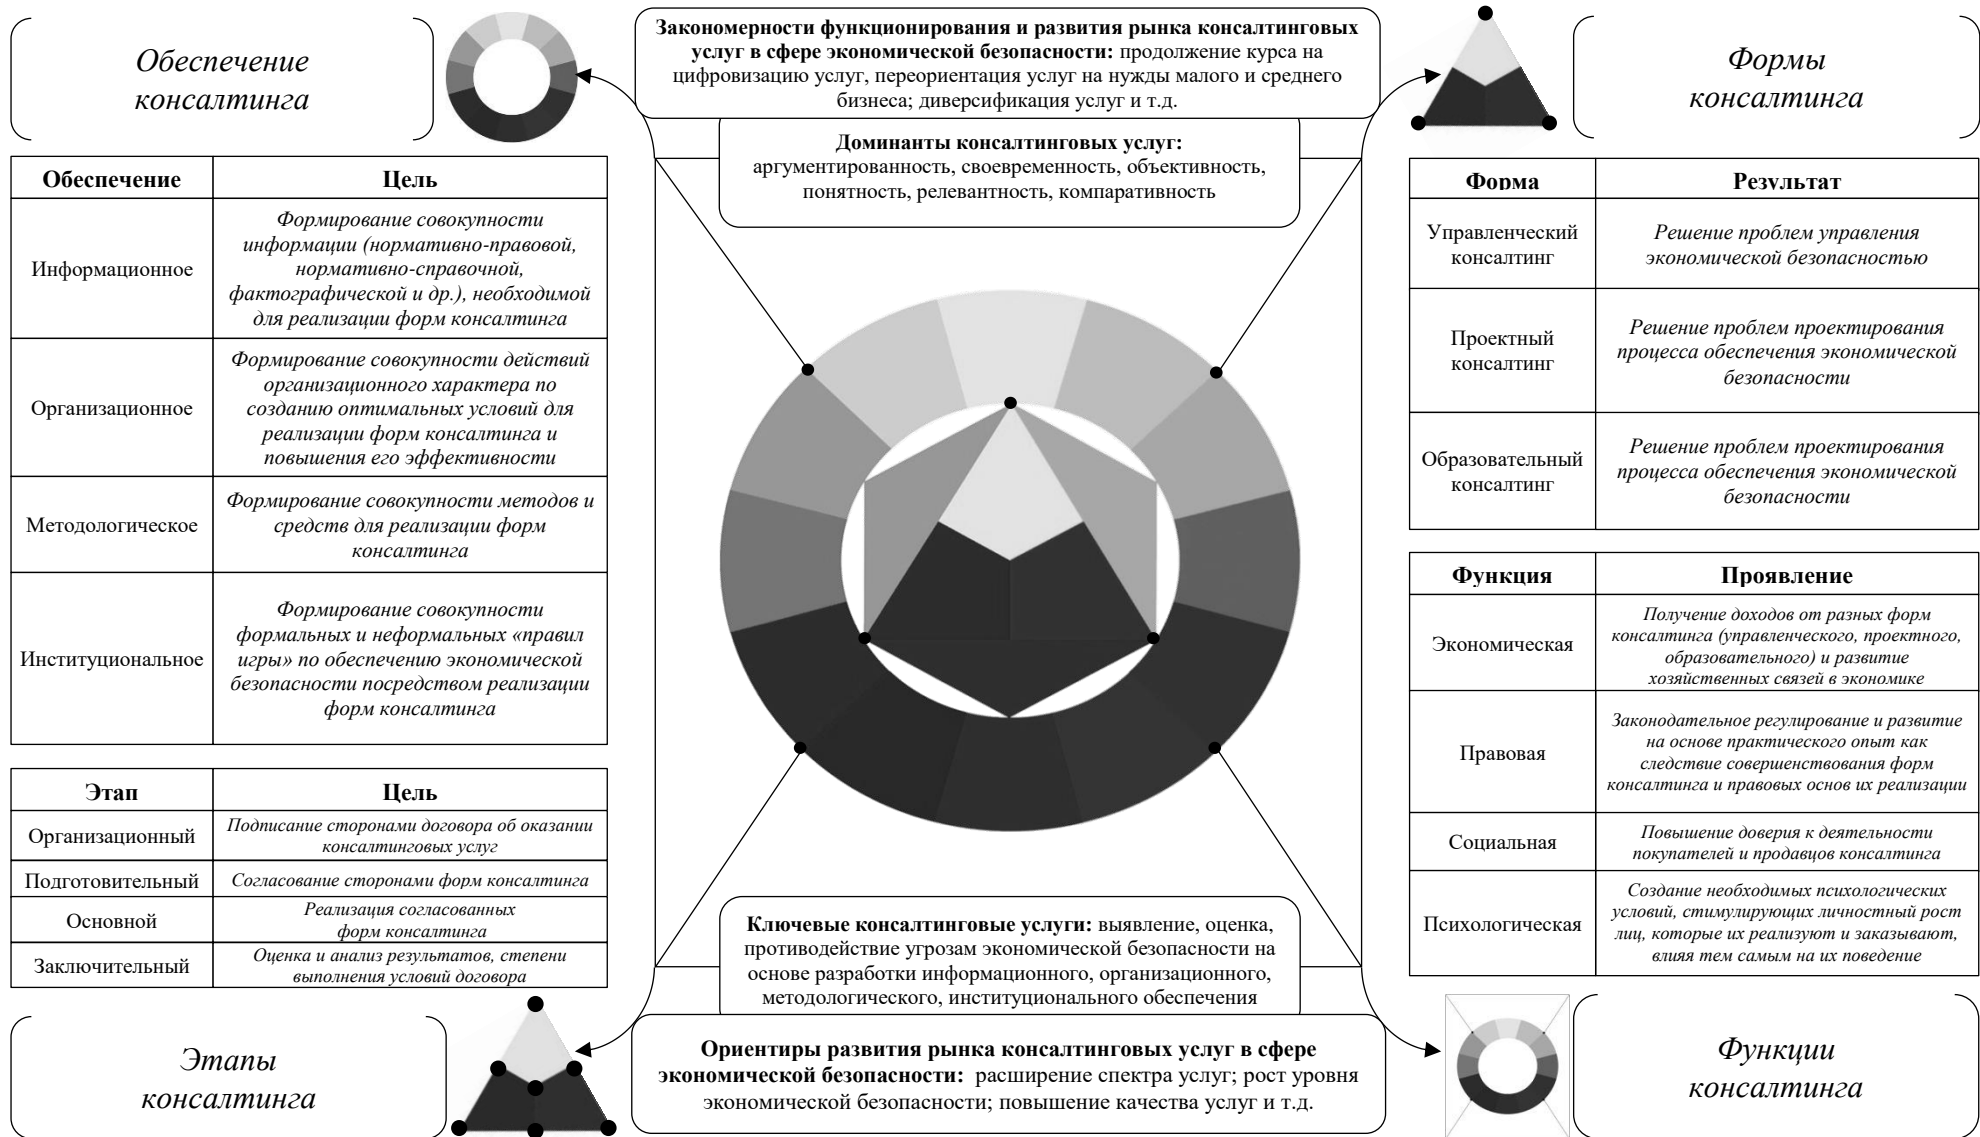 Обеспечение
консалтинга
Закономерности функционирования и развития рынка консалтинговых
услуг в сфере экономической безопасности: продолжение курса на
цифровизацию услуг, переориентация услуг на нужды малого и среднего
бизнеса; диверсификация услуг и т.д.
Формы
консалтинга
Доминанты консалтинговых услуг:
аргументированность, своевременность, объективность,
понятность, релевантность, компаративность
Обеспечение
Цель
Информационное
Формирование совокупности
информации (нормативно-правовой,
нормативно-справочной,
фактографической и др.), необходимой
для реализации форм консалтинга
Организационное
Формирование совокупности действий
организационного характера по
созданию оптимальных условий для
реализации форм консалтинга и
повышения его эффективности
Методологическое
Формирование совокупности методов и
средств для реализации форм
консалтинга
Институциональное
Формирование совокупности
формальных и неформальных «правил
игры» по обеспечению экономической
безопасности посредством реализации
форм консалтинга
Этап
Цель
Организационный
Подписание сторонами договора об оказании
консалтинговых услуг
Подготовительный
Согласование сторонами форм консалтинга
Основной
Реализация согласованных
форм консалтинга
Заключительный
Оценка и анализ результатов, степени
выполнения условий договора
Этапы
консалтинга
Ключевые консалтинговые услуги: выявление, оценка,
противодействие угрозам экономической безопасности на
основе разработки информационного, организационного,
методологического, институционального обеспечения
Ориентиры развития рынка консалтинговых услуг в сфере
экономической безопасности: расширение спектра услуг; рост уровня
экономической безопасности; повышение качества услуг и т.д.
Форма
Результат
Управленческий
консалтинг
Решение проблем управления
экономической безопасностью
Проектный
консалтинг
Решение проблем проектирования
процесса обеспечения экономической
безопасности
Образовательный
консалтинг
Решение проблем проектирования
процесса обеспечения экономической
безопасности
Функция
Проявление
Экономическая
Получение доходов от разных форм
консалтинга (управленческого, проектного,
образовательного) и развитие
хозяйственных связей в экономике
Правовая
Законодательное регулирование и развитие
на основе практического опыт как
следствие совершенствования форм
консалтинга и правовых основ их реализации
Социальная
Повышение доверия к деятельности
покупателей и продавцов консалтинга
Психологическая
Создание необходимых психологических
условий, стимулирующих личностный рост
лиц, которые их реализуют и заказывают,
влияя тем самым на их поведение
Функции
консалтинга